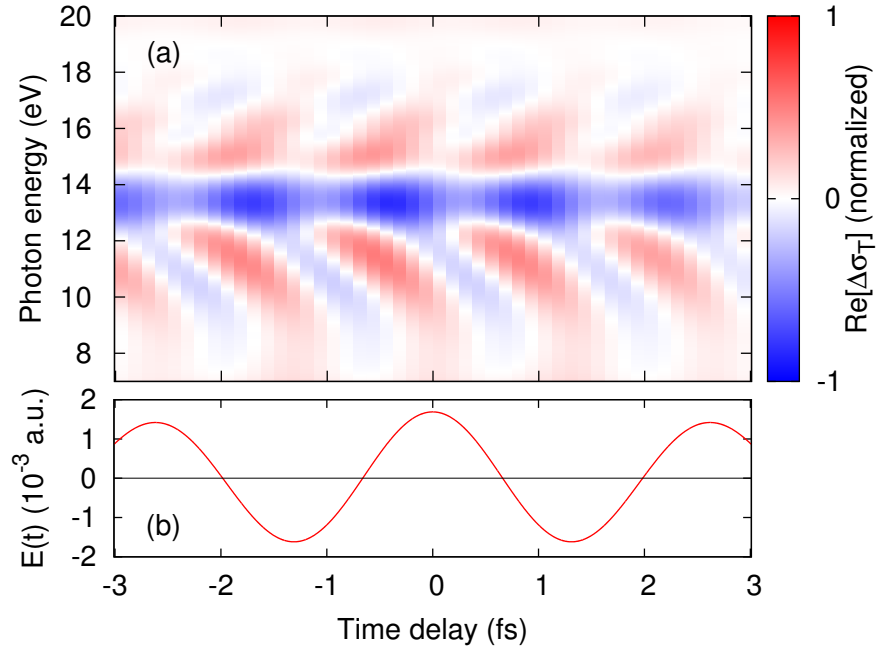 20
18
16
14
12
10
8
Photon energy (eV)
(a)
1
0
-1
Re[Δσ_T] (normalized)
2
1
0
-1
-2
E(t) (10^-3 a.u.)
(b)
-3 -2 -1 0 1 2 3
Time delay (fs)